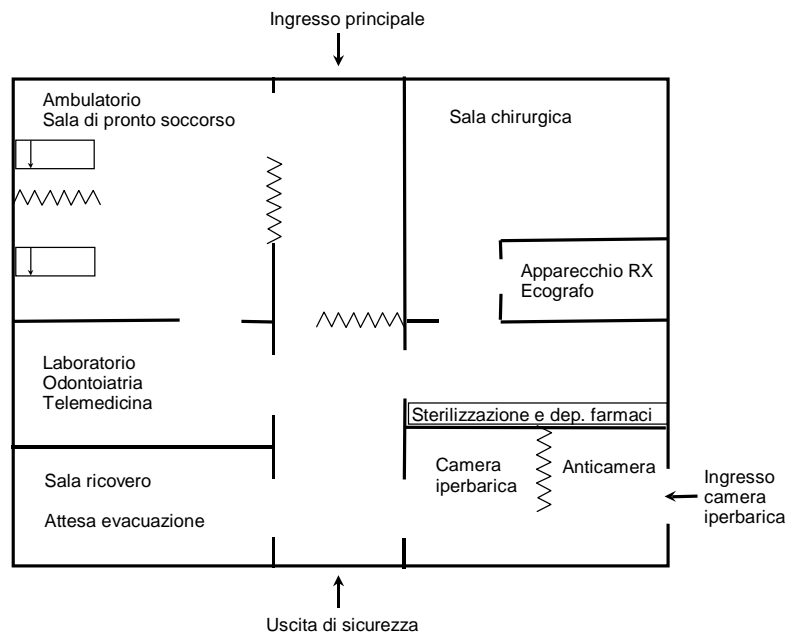 Ingresso principale
Ambulatorio
Sala di pronto soccorso
Sala chirurgica
Apparecchio RX
Ecografo
Laboratorio
Odontoiatria
Telemedicina
Sterilizzazione e dep. farmaci
Camera
iperbarica
Anticamera
Ingresso
camera
iperbarica
Sala ricovero
Attesa evacuazione
Uscita di sicurezza